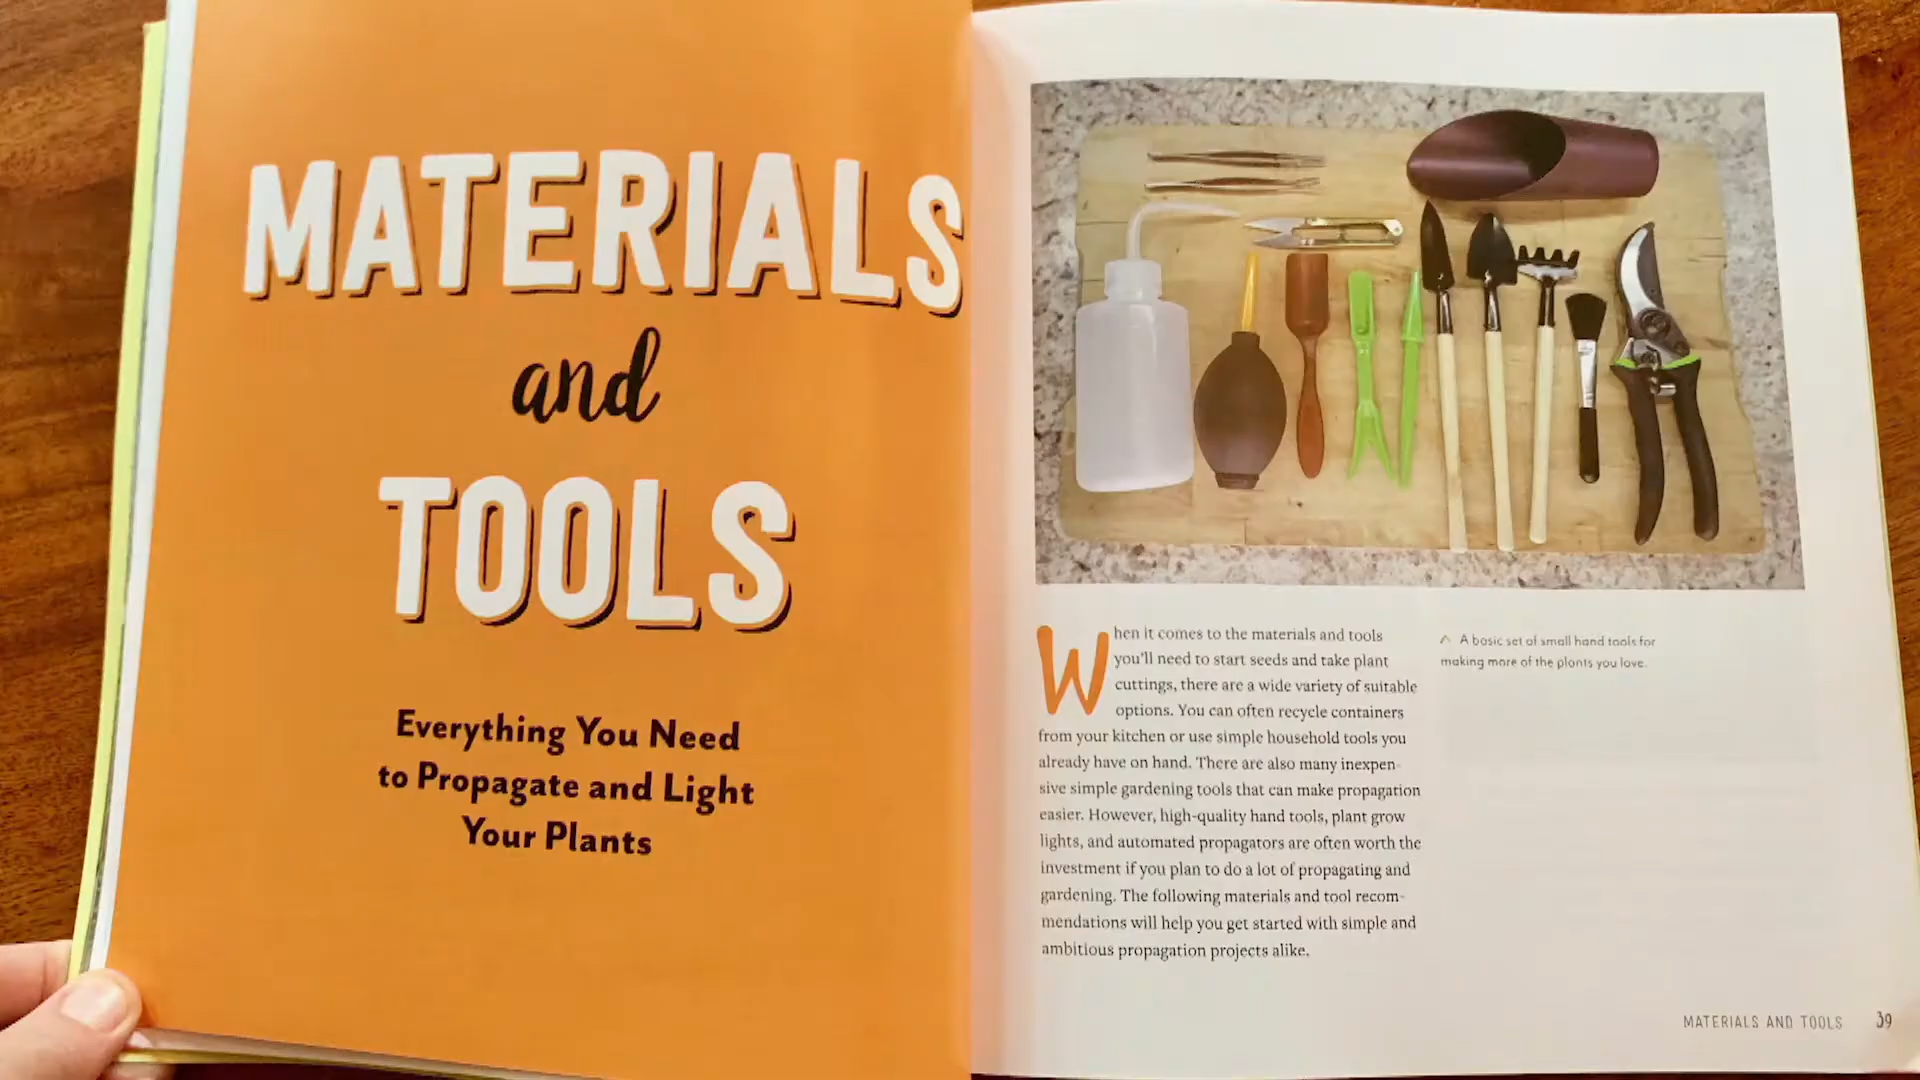 MATERIALS
and
TOOLS
Everything You Need
to Propagate and Light
Your Plants
When it comes to the materials and tools
you'll need to start seeds and take plant
cuttings, there are a wide variety of suitable
options. You can often recycle containers
from your kitchen or use simple household tools you
already have on hand. There are also many inexpen-
sive simple gardening tools that can make propagation
easier. However, high-quality hand tools, plant grow
lights, and automated propagators are often worth the
investment if you plan to do a lot of propagating and
gardening. The following materials and tool recom-
mendations will help you get started with simple and
ambitious propagation projects alike.
^ A basic set of small hand tools for
making more of the plants you love.
MATERIALS AND TOOLS 39